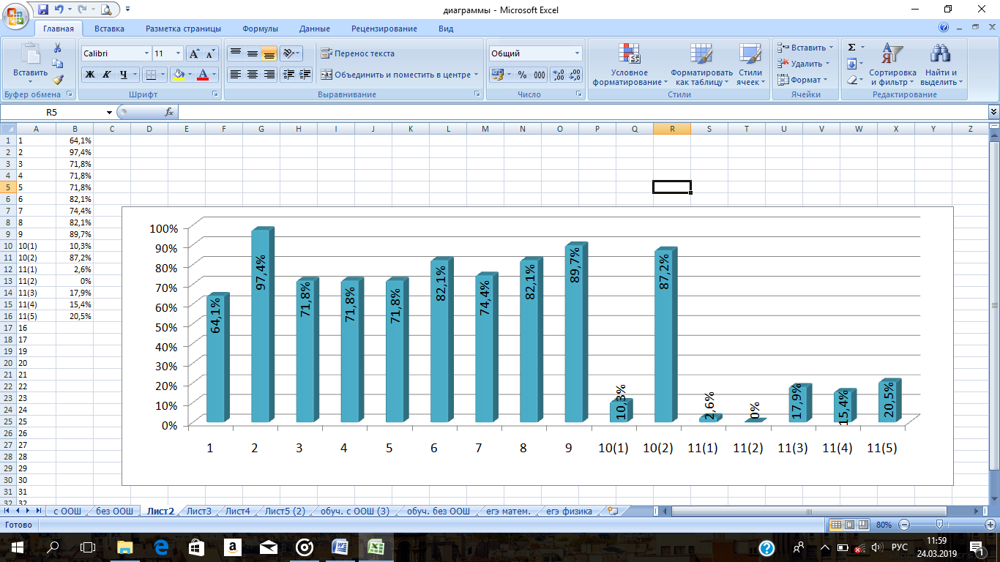 диаграммы - Microsoft Excel
Главная Вставка Разметка страницы Формулы Данные Рецензирование Вид
Вставить
Calibri 11
Ж К Ч
Перенос текста
Объединить и поместить в центре
Общий
% 000
Условное форматирование
Форматировать как таблицу
Стили ячеек
Вставить
Удалить
Формат
Σ
Сортировка и фильтр
Найти и выделить
Буфер обмена Шрифт Выравнивание Число Стили Ячейки Редактирование
R5 fx
A B C D E F G H I J K L M N O P Q R S T U V W X Y Z
1 1 64,1%
2 2 97,4%
3 3 71,8%
4 4 71,8%
5 5 71,8%
6 6 82,1%
7 7 74,4%
8 8 82,1%
9 9 89,7%
10 10(1) 10,3%
11 10(2) 87,2%
12 11(1) 2,6%
13 11(2) 0%
14 11(3) 17,9%
15 11(4) 15,4%
16 11(5) 20,5%
17 16
18 17
19 19
20 20
21 21
22 22
23 23
24 24
25 25
26 26
27 27
28 28
29 29
30 30
31 31
32 32
100%
90%
80%
70%
60%
50%
40%
30%
20%
10%
0%
64,1% 97,4% 71,8% 71,8% 71,8% 82,1% 74,4% 82,1% 89,7% 10,3% 87,2% 2,6% 0% 17,9% 15,4% 20,5%
1 2 3 4 5 6 7 8 9 10(1) 10(2) 11(1) 11(2) 11(3) 11(4) 11(5)
с ООШ без ООШ Лист2 Лист3 Лист4 Лист5 (2) обуч. с ООШ (3) обуч. без ООШ егэ матем. егэ физика
Готово 80%
РУС 11:59
24.03.2019
1